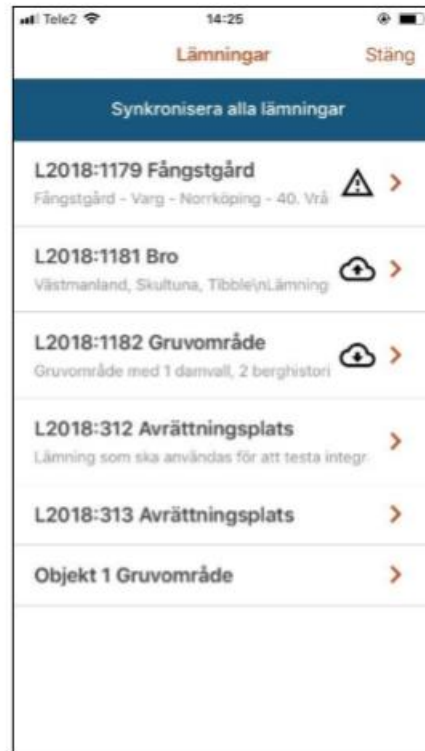 Tele2 14:25
Lämningar Stäng
Synkronisera alla lämningar
L2018:1179 Fångstgård
Fångstgård - Varg - Norrköping - 40. Vrå
L2018:1181 Bro
Västmanland, Skultuna, Tibble\nLämning
L2018:1182 Gruvområde
Gruvområde med 1 damvall, 2 berghistori
L2018:312 Avrättningsplats
Lämning som ska användas för att testa integr
L2018:313 Avrättningsplats
Objekt 1 Gruvområde